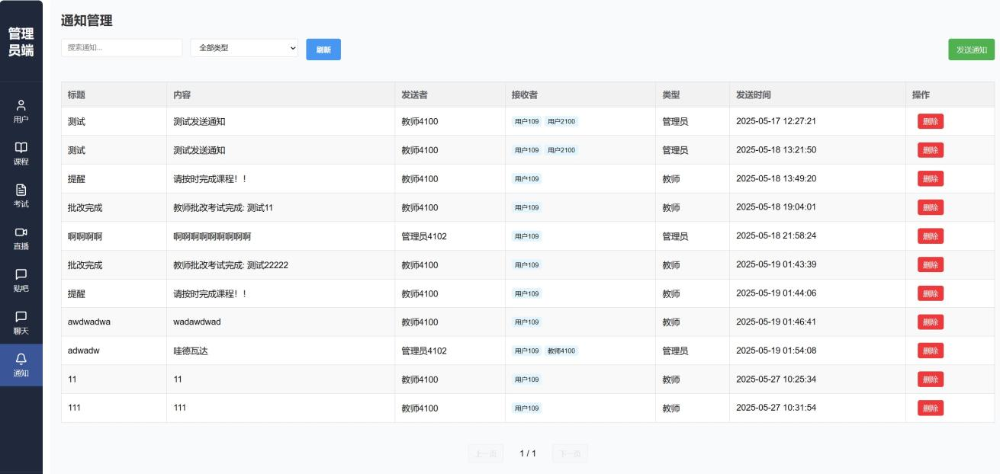 管理
员端
用户
课程
考试
直播
贴吧
聊天
通知
通知管理
搜索通知... 全部类型 刷新 发送通知
标题 内容 发送者 接收者 类型 发送时间 操作
测试 测试发送通知 教师4100 用户109 用户2100 管理员 2025-05-17 12:27:21 删除
测试 测试发送通知 教师4100 用户109 用户2100 管理员 2025-05-18 13:21:50 删除
提醒 请按时完成课程！！ 教师4100 用户109 教师 2025-05-18 13:49:20 删除
批改完成 教师批改考试完成: 测试11 教师4100 用户109 教师 2025-05-18 19:04:01 删除
啊啊啊啊 啊啊啊啊啊啊啊啊啊 管理员4102 用户109 管理员 2025-05-18 21:58:24 删除
批改完成 教师批改考试完成: 测试22222 教师4100 用户109 教师 2025-05-19 01:43:39 删除
提醒 请按时完成课程！！ 教师4100 用户109 教师 2025-05-19 01:44:06 删除
awdwadwa wadawdwad 教师4100 用户109 教师 2025-05-19 01:46:41 删除
adwadw 哇德瓦达 管理员4102 用户109 教师4100 管理员 2025-05-19 01:54:08 删除
11 11 教师4100 用户109 教师 2025-05-27 10:25:34 删除
111 111 教师4100 用户109 教师 2025-05-27 10:31:54 删除
上一页 1 / 1 下一页